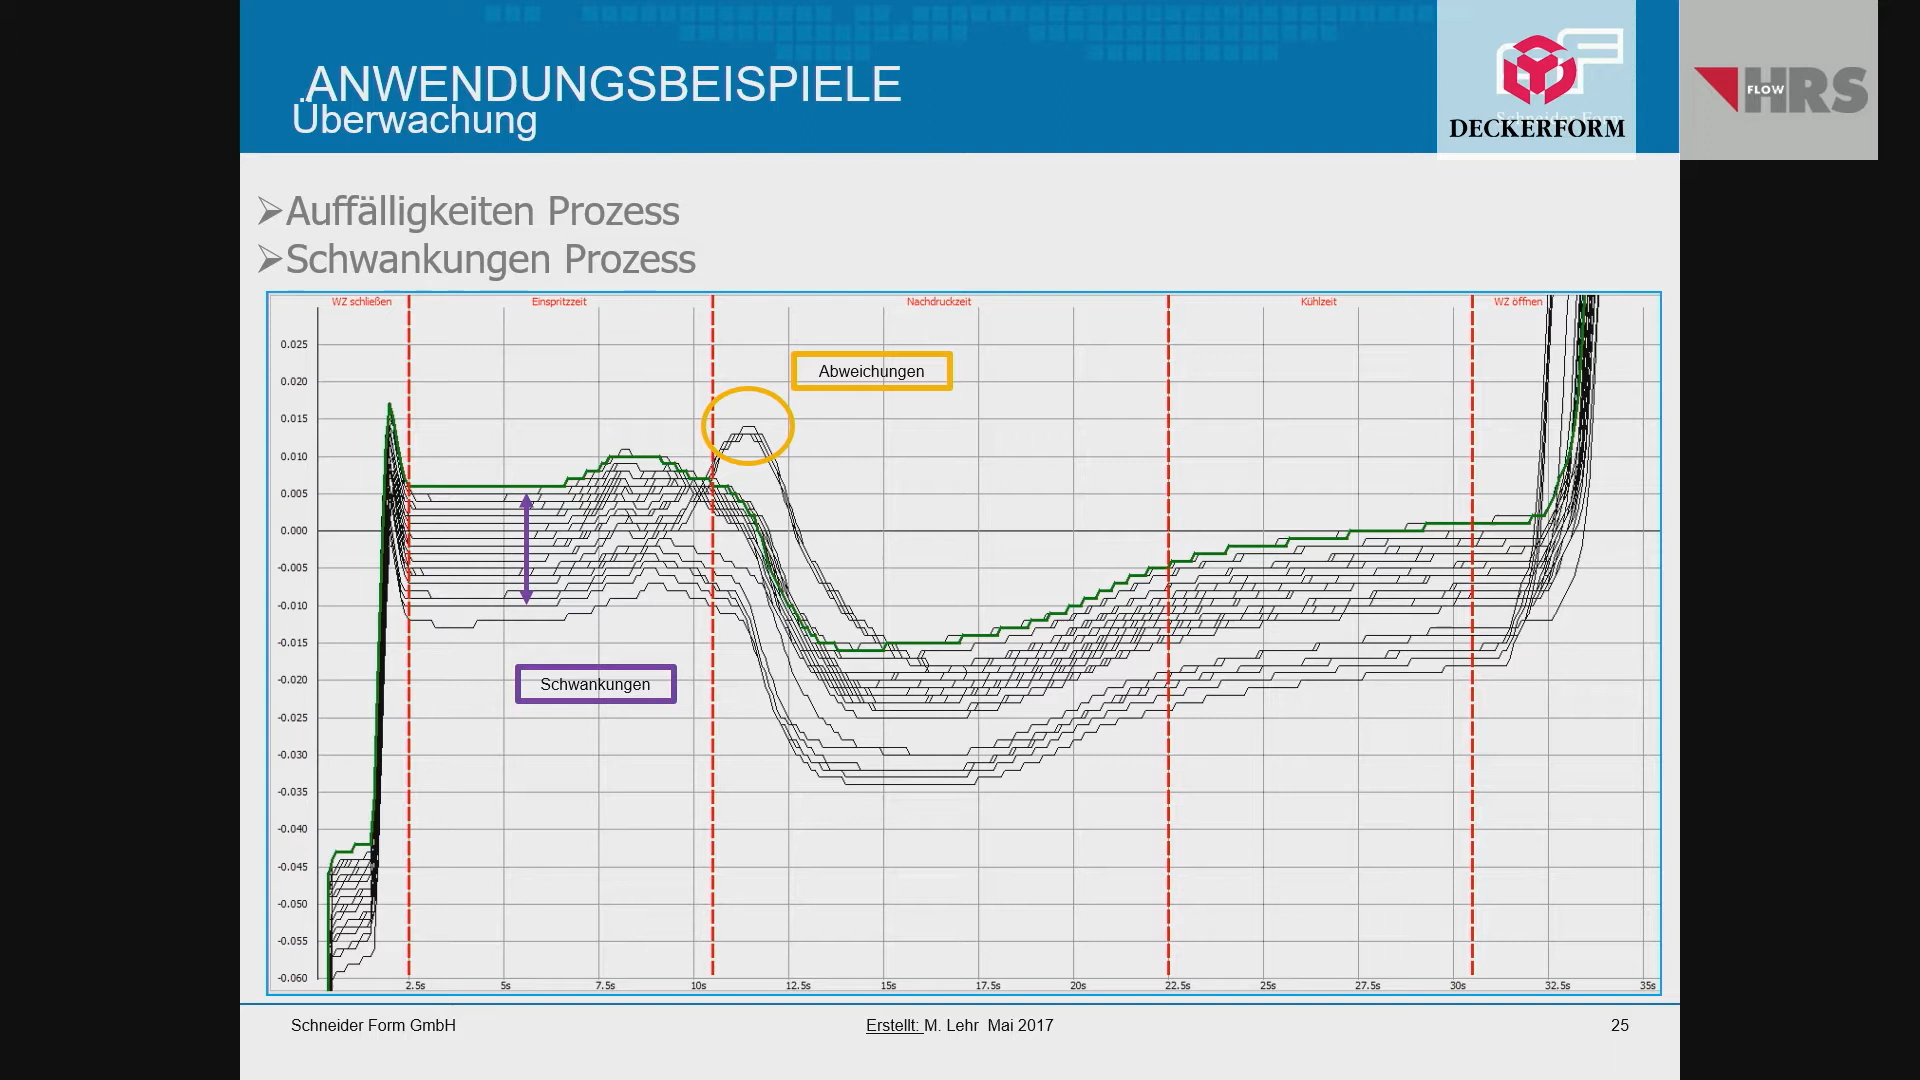 ANWENDUNGSBEISPIELE
Überwachung
DECKERFORM
FLOW HRS
Auffälligkeiten Prozess
Schwankungen Prozess
WZ schließen Einspritzzeit Nachdruckzeit Kühlzeit WZ öffnen
0.025
Abweichungen
0.020
0.015
0.010
0.005
0.000
-0.005
-0.010
-0.015
-0.020
Schwankungen
-0.025
-0.030
-0.035
-0.040
-0.045
-0.050
-0.055
-0.060
2.5s 5s 7.5s 10s 12.5s 15s 17.5s 20s 22.5s 25s 27.5s 30s 32.5s 35s
Schneider Form GmbH Erstellt: M. Lehr Mai 2017 25